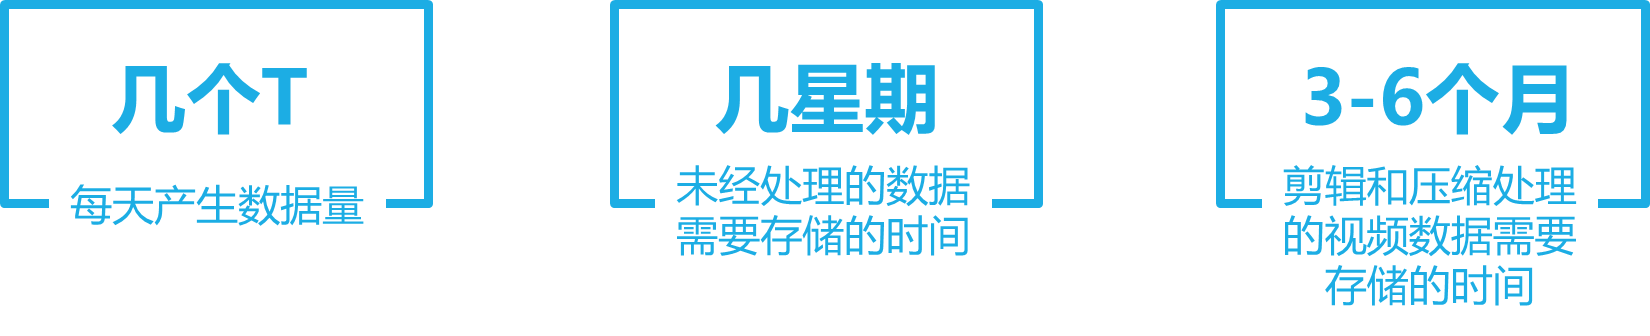 几个T
每天产生数据量
几星期
未经处理的数据
需要存储的时间
3-6个月
剪辑和压缩处理
的视频数据需要
存储的时间